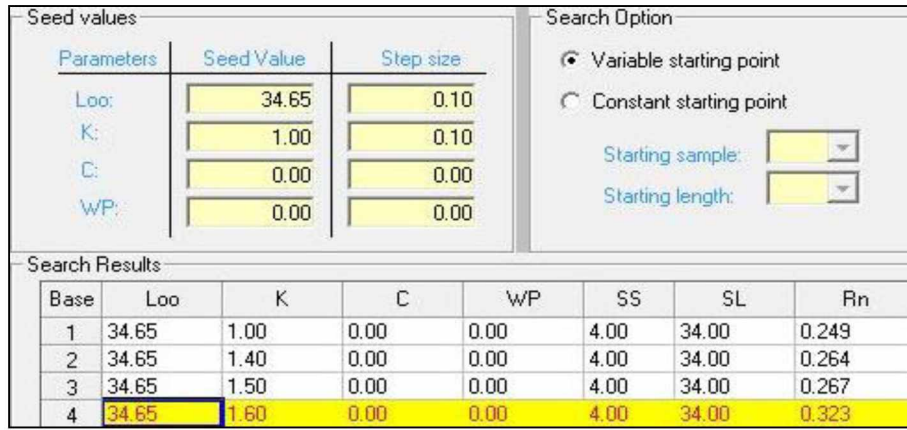 Seed values
Parameters Seed Value Step size
Loo: 34.65 0.10
K: 1.00 0.10
C: 0.00 0.00
WP: 0.00 0.00
Search Option
Variable starting point
Constant starting point
Starting sample:
Starting length:
Search Results
Base Loo K C WP SS SL Rn
1 34.65 1.00 0.00 0.00 4.00 34.00 0.249
2 34.65 1.40 0.00 0.00 4.00 34.00 0.264
3 34.65 1.50 0.00 0.00 4.00 34.00 0.267
4 34.65 1.60 0.00 0.00 4.00 34.00 0.323